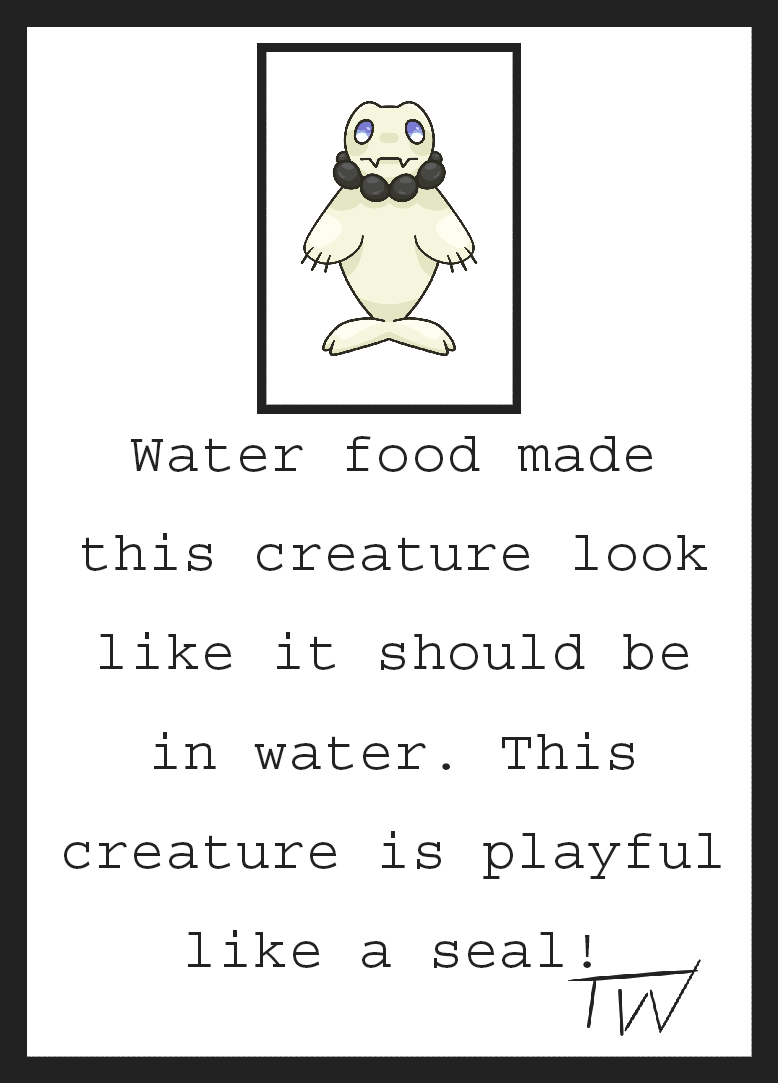 Water food made
this creature look
like it should be
in water. This
creature is playful
like a seal!
TW